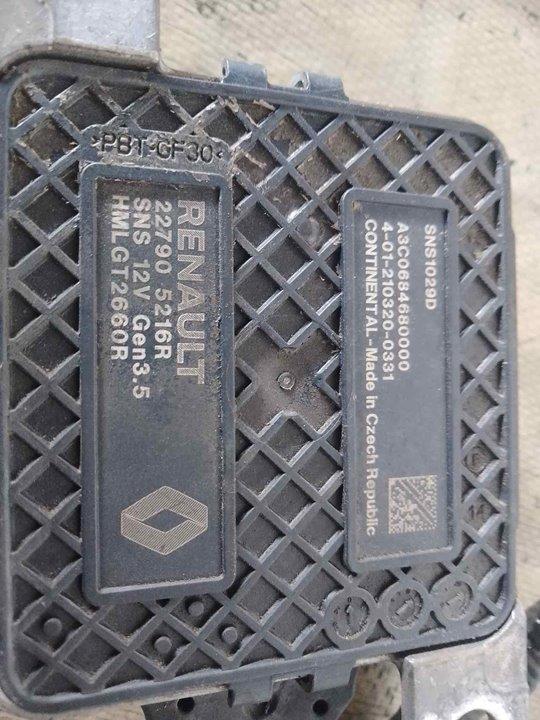 >PBT-GF30<
RENAULT
22790 5216R
SNS 12V Gen3.5
HMLGT2660R
SNS1029D
A3C0684680000
4-01-210320-0331
CONTINENTAL-Made in Czech Republic
14